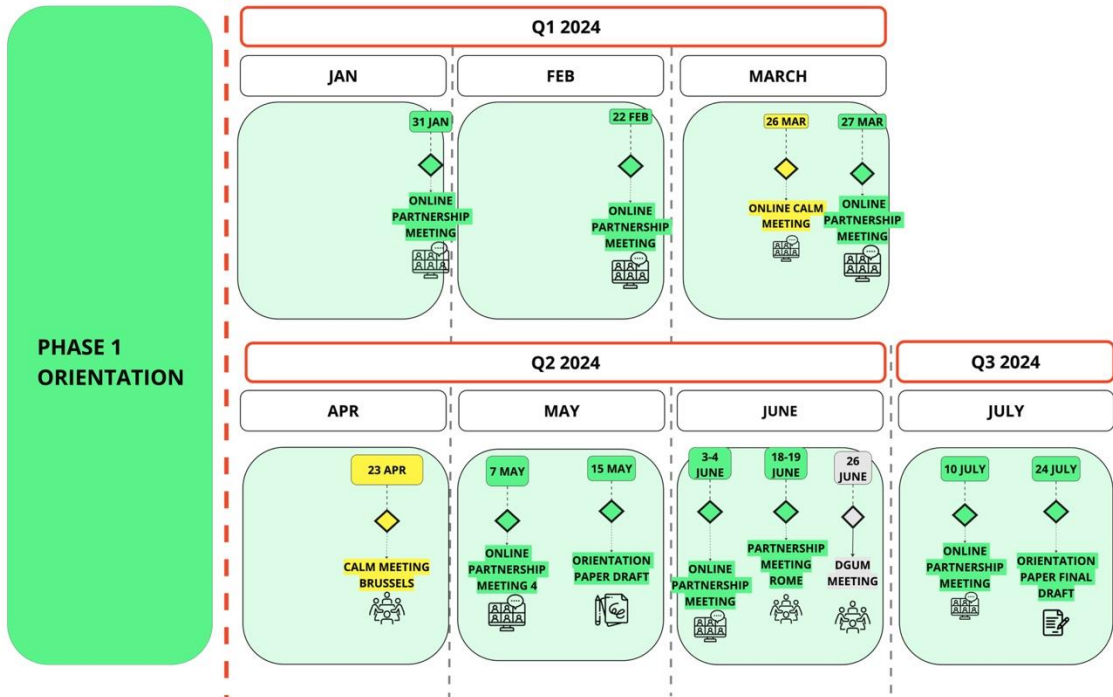 PHASE 1
ORIENTATION
Q1 2024
JAN
FEB
MARCH
31 JAN
ONLINE
PARTNERSHIP
MEETING
22 FEB
ONLINE
PARTNERSHIP
MEETING
26 MAR
ONLINE CALM
MEETING
27 MAR
ONLINE
PARTNERSHIP
MEETING
Q2 2024
Q3 2024
APR
MAY
JUNE
JULY
23 APR
CALM MEETING
BRUSSELS
7 MAY
ONLINE
PARTNERSHIP
MEETING 4
15 MAY
ORIENTATION
PAPER DRAFT
3-4
JUNE
ONLINE
PARTNERSHIP
MEETING
18-19
JUNE
PARTNERSHIP
MEETING
ROME
26
JUNE
DGUM
MEETING
10 JULY
ONLINE
PARTNERSHIP
MEETING
24 JULY
ORIENTATION
PAPER FINAL
DRAFT